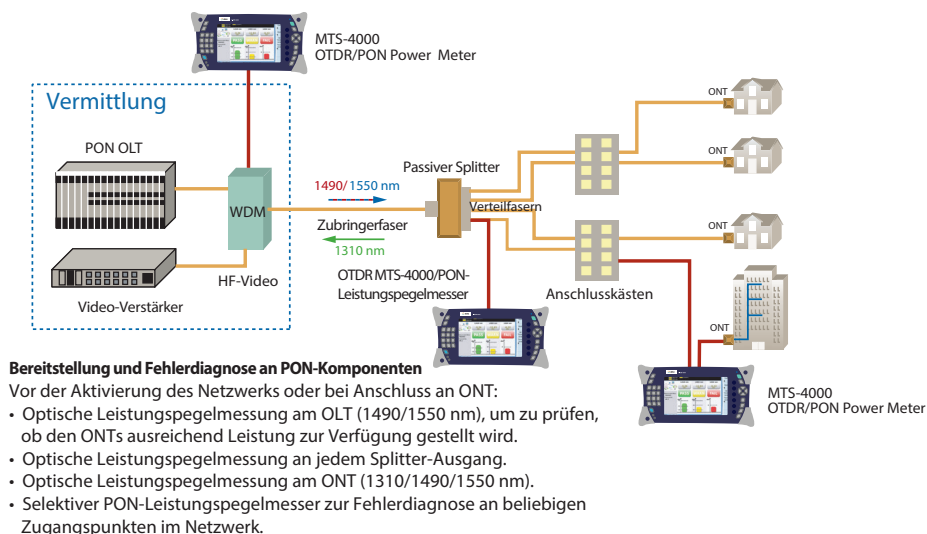 MTS-4000
OTDR/PON Power Meter
Vermittlung
PON OLT
WDM
HF-Video
Video-Verstärker
1490/1550 nm
Zubringerfaser
1310 nm
Passiver Splitter
Verteilfasern
OTDR MTS-4000/PON-
Leistungspegelmesser
Anschlusskästen
ONT
ONT
ONT
ONT
MTS-4000
OTDR/PON Power Meter
Bereitstellung und Fehlerdiagnose an PON-Komponenten
Vor der Aktivierung des Netzwerks oder bei Anschluss an ONT:
• Optische Leistungspegelmessung am OLT (1490/1550 nm), um zu prüfen,
ob den ONTs ausreichend Leistung zur Verfügung gestellt wird.
• Optische Leistungspegelmessung an jedem Splitter-Ausgang.
• Optische Leistungspegelmessung am ONT (1310/1490/1550 nm).
• Selektiver PON-Leistungspegelmesser zur Fehlerdiagnose an beliebigen
Zugangspunkten im Netzwerk.